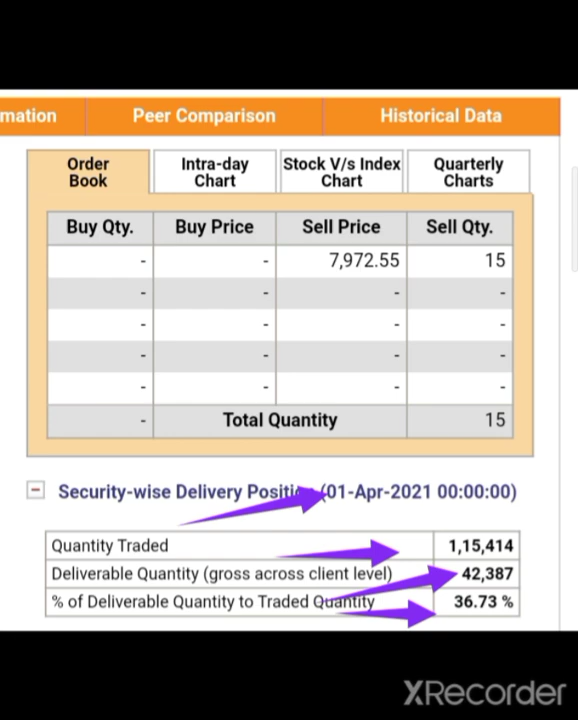 mation Peer Comparison Historical Data
Order Book Intra-day Chart Stock V/s Index Chart Quarterly Charts
Buy Qty. Buy Price Sell Price Sell Qty.
- - 7,972.55 15
- - - -
- - - -
- - - -
- - - -
- Total Quantity 15
Security-wise Delivery Position (01-Apr-2021 00:00:00)
Quantity Traded 1,15,414
Deliverable Quantity (gross across client level) 42,387
% of Deliverable Quantity to Traded Quantity 36.73 %
XRecorder